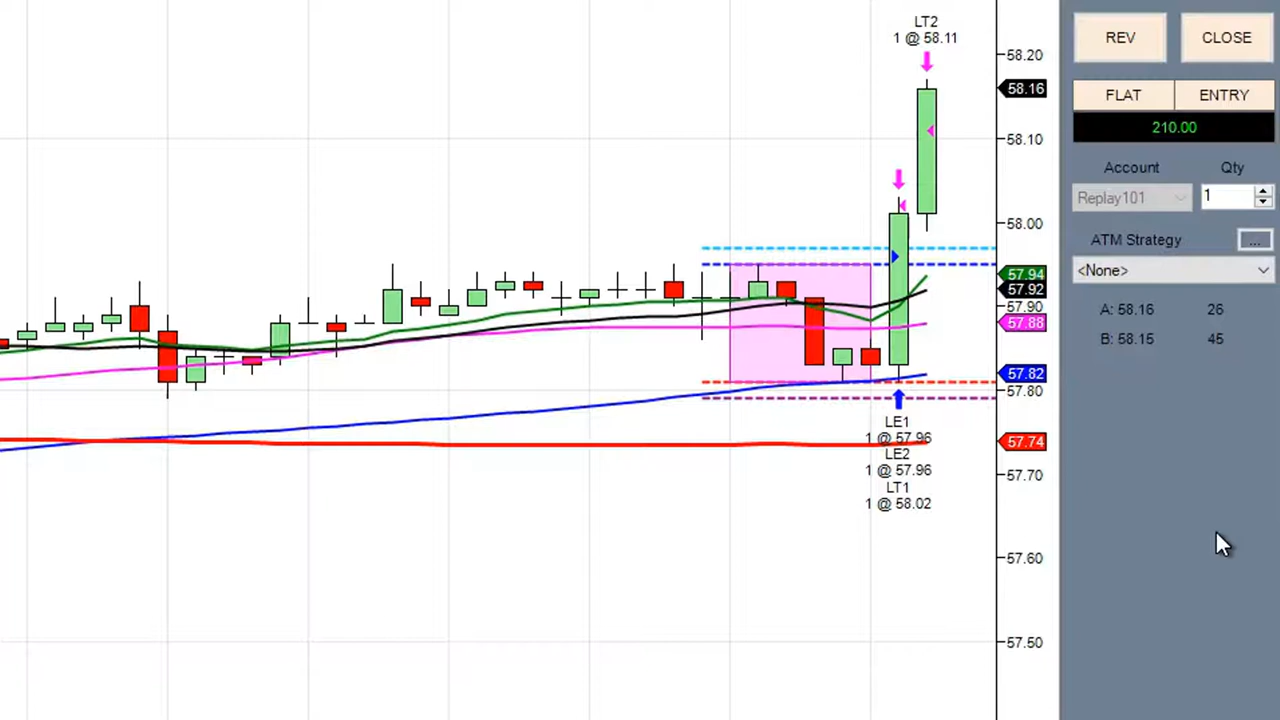 LT2
1 @ 58.11
58.20
58.16
58.10
58.00
57.94
57.92
57.90
57.88
57.82
57.80
57.74
57.70
57.60
57.50
LE1
1 @ 57.96
LE2
1 @ 57.96
LT1
1 @ 58.02
REV CLOSE
FLAT ENTRY
210.00
Account Qty
Replay101 1
ATM Strategy ...
<None>
A: 58.16 26
B: 58.15 45